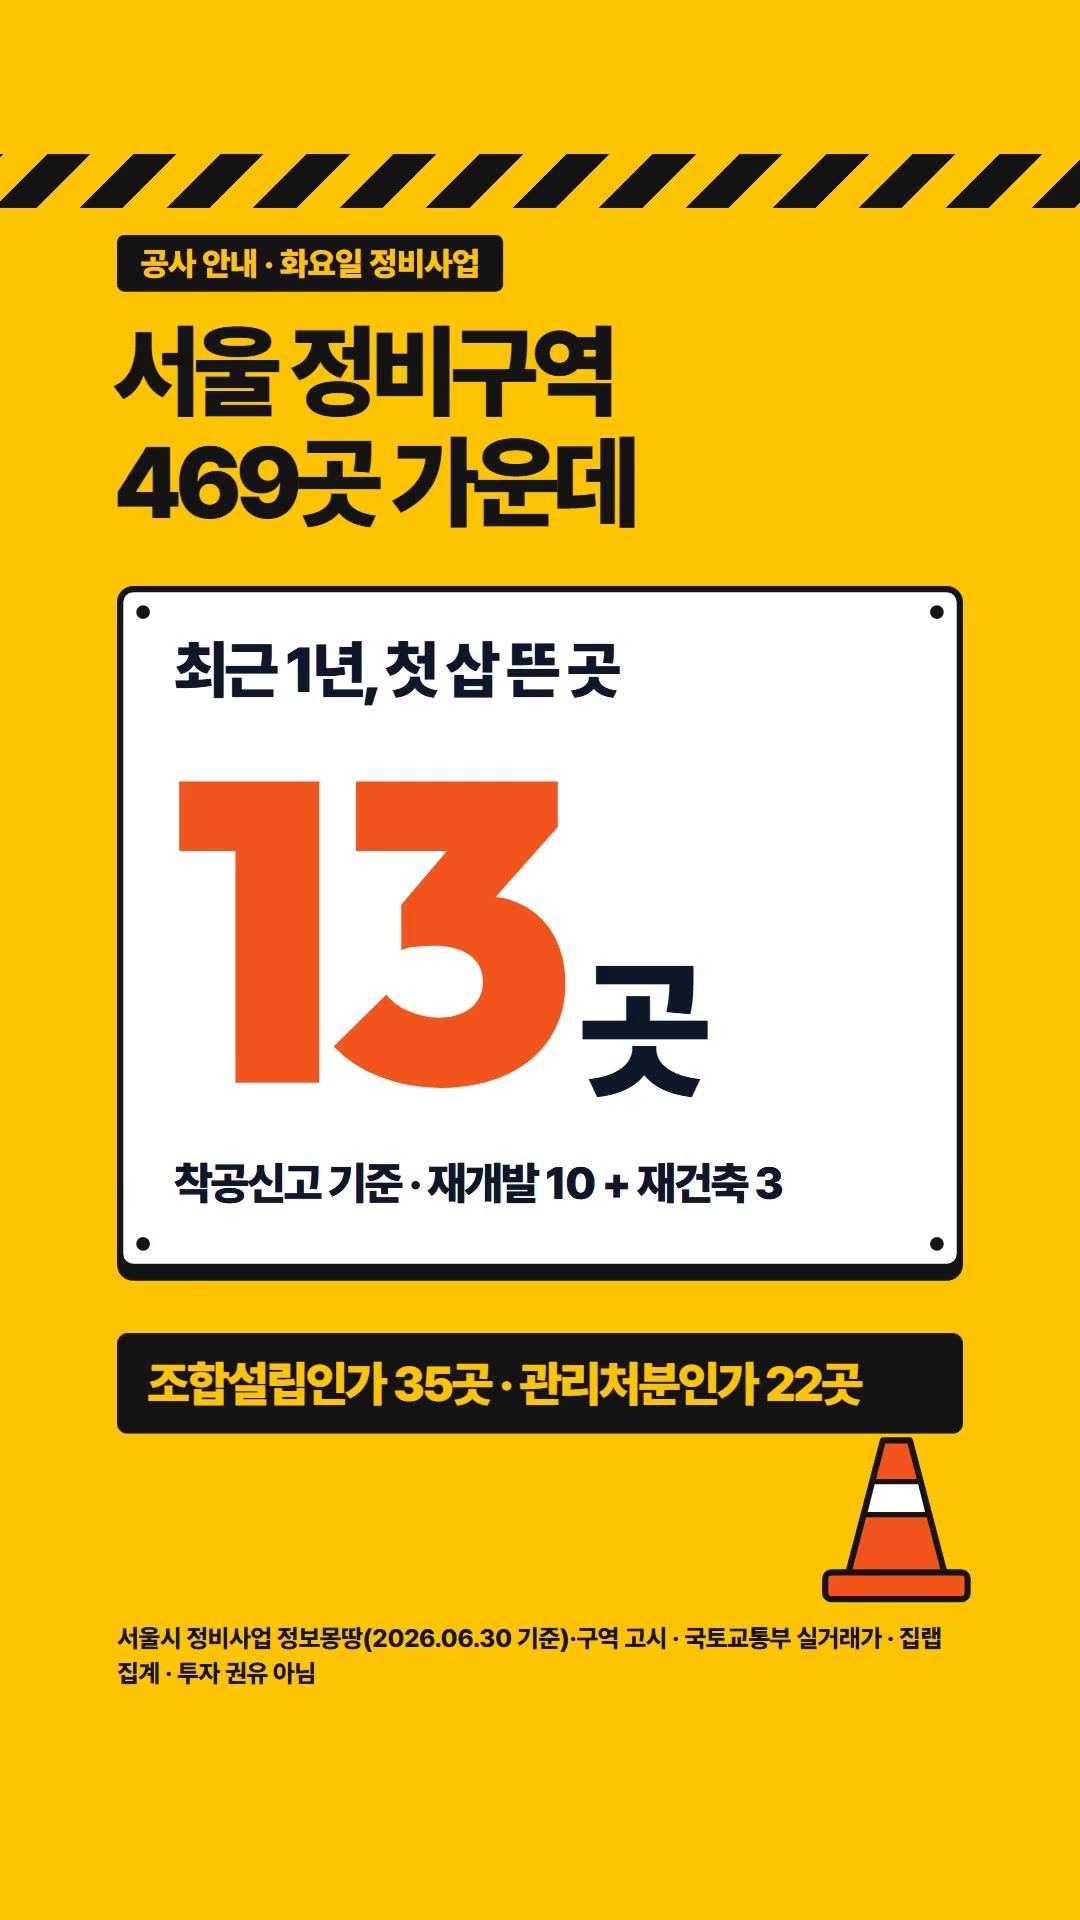 공사 안내 · 화요일 정비사업
서울 정비구역
469곳 가운데
최근 1년, 첫 삽 뜬 곳
13곳
착공신고 기준 · 재개발 10 + 재건축 3
조합설립인가 35곳 · 관리처분인가 22곳
서울시 정비사업 정보몽땅(2026.06.30 기준)·구역 고시 · 국토교통부 실거래가 · 집랩
집계 · 투자 권유 아님